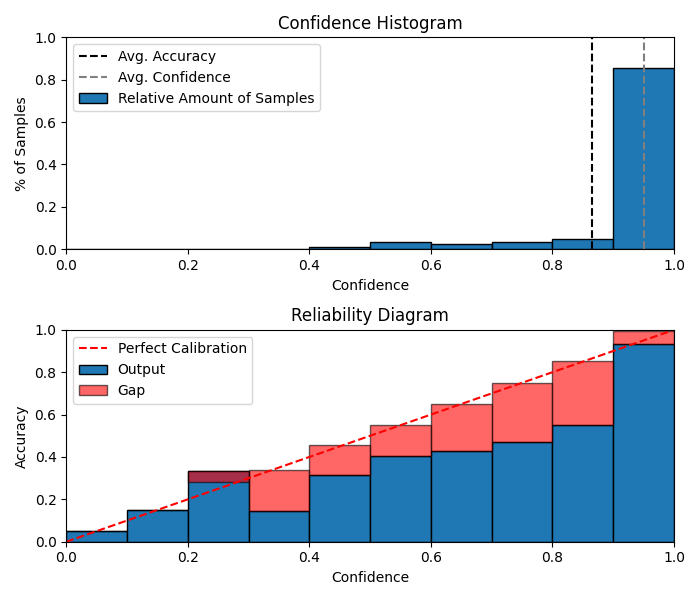 Confidence Histogram
1.0
0.8
0.6
0.4
0.2
0.0
% of Samples
Avg. Accuracy
Avg. Confidence
Relative Amount of Samples
0.0 0.2 0.4 0.6 0.8 1.0
Confidence
Reliability Diagram
1.0
0.8
0.6
0.4
0.2
0.0
Accuracy
Perfect Calibration
Output
Gap
0.0 0.2 0.4 0.6 0.8 1.0
Confidence